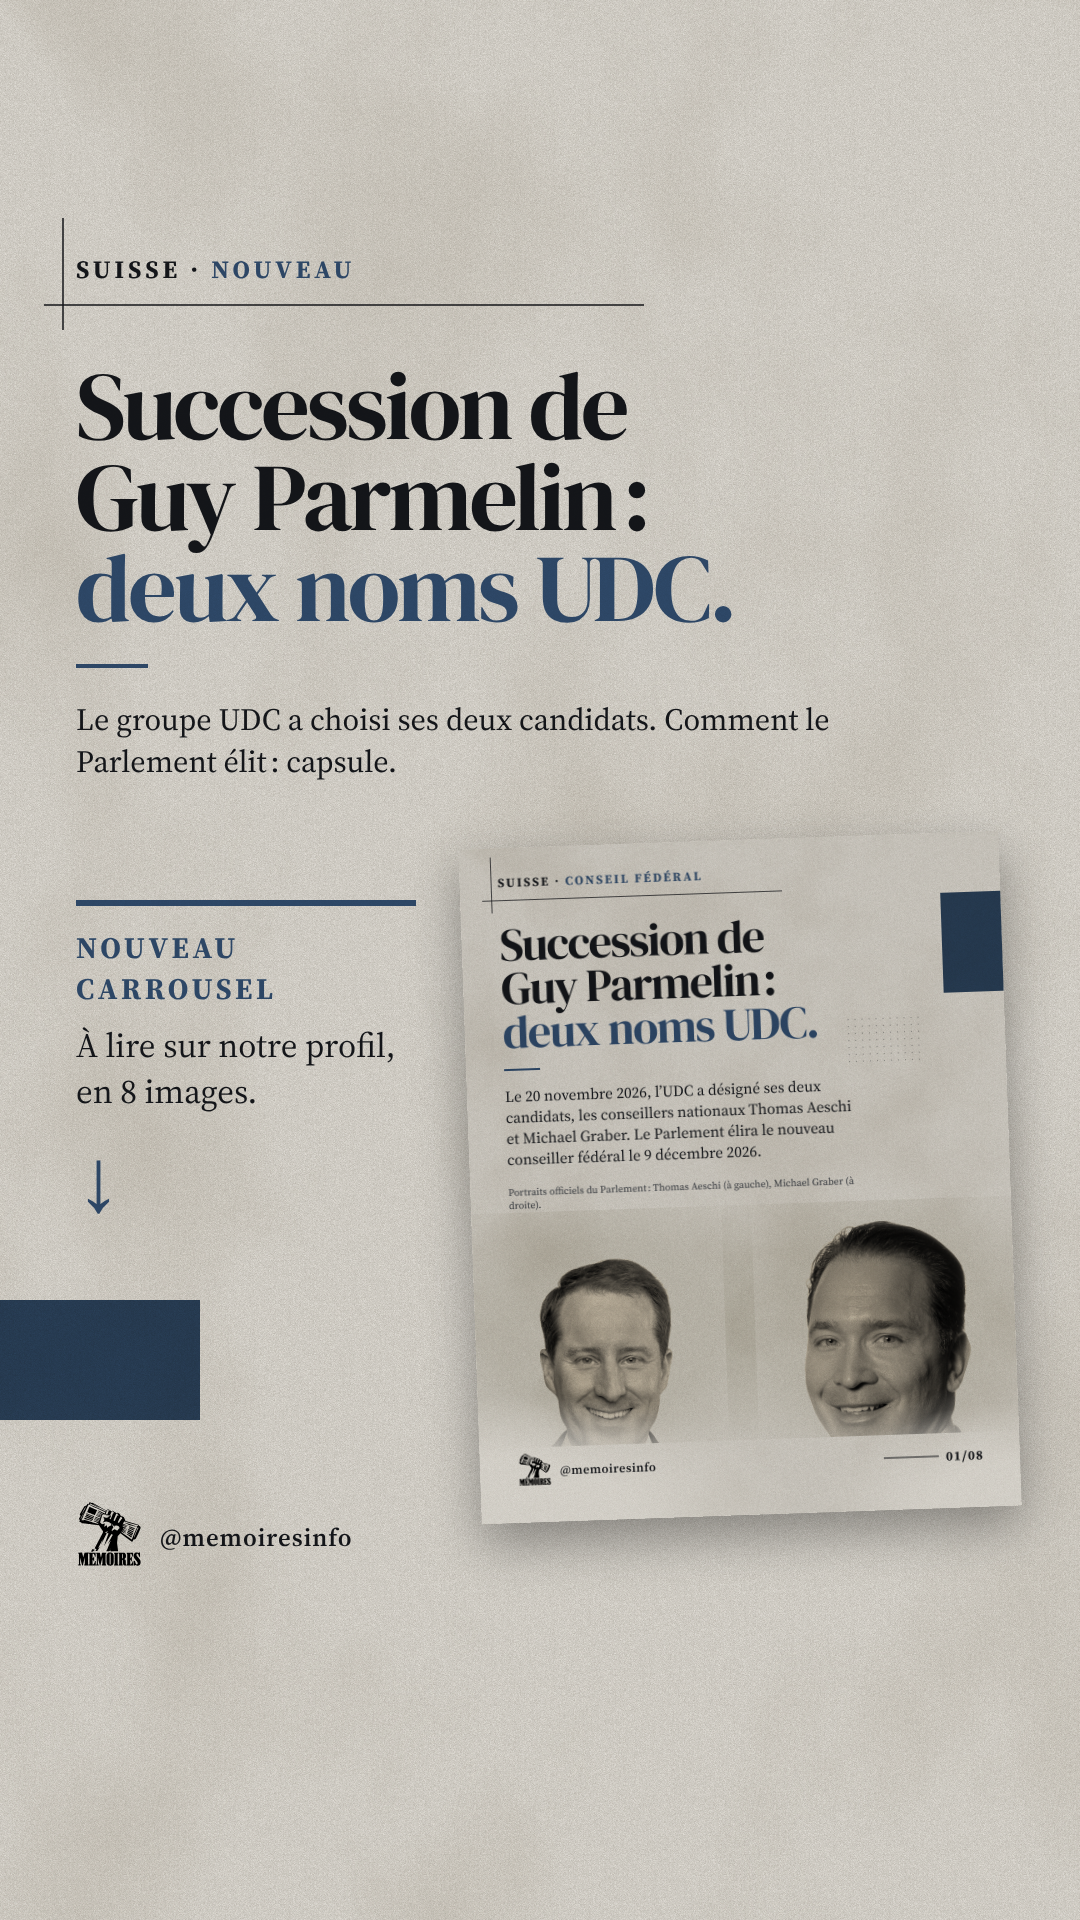 SUISSE · NOUVEAU
Succession de
Guy Parmelin :
deux noms UDC.
Le groupe UDC a choisi ses deux candidats. Comment le
Parlement élit : capsule.
NOUVEAU
CARROUSEL
À lire sur notre profil,
en 8 images.
↓
SUISSE · CONSEIL FÉDÉRAL
Succession de
Guy Parmelin :
deux noms UDC.
Le 20 novembre 2026, l’UDC a désigné ses deux
candidats, les conseillers nationaux Thomas Aeschi
et Michael Graber. Le Parlement élira le nouveau
conseiller fédéral le 9 décembre 2026.
Portraits officiels du Parlement : Thomas Aeschi (à gauche), Michael Graber (à
droite).
MÉMOIRES
@memoiresinfo
01/08
MÉMOIRES
@memoiresinfo